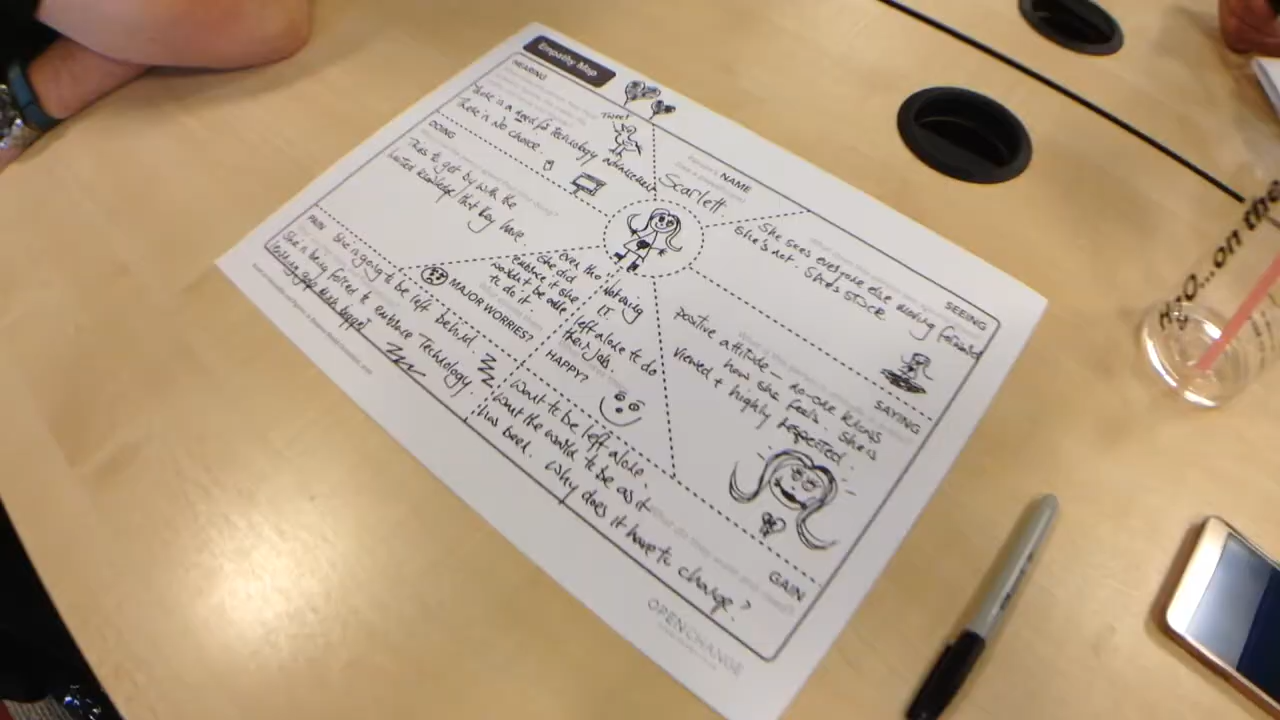 Empathy Map
HEARING
There is a need for Technology advancement
There is No choice.
Tweet!
NAME
Scarlett.
DOING
Tries to get by with the
limited knowledge that they have.
She sees everyone else moving forward
She's not. She's STUCK
SEEING
PAIN
She is going to be left behind.
She is being forced to embrace Technology.
MAJOR WORRIES?
Even tho
She did
embrace it she
wouldn't be able
to do it.
Not using
IT.
left alone to do
their job.
HAPPY?
positive attitude – no-one knows
how she feels. She is
viewed + highly respected.
SAYING
Want to be left alone.
Want the world to be as it
has been. Why does it have to change?
GAIN
OPENCHANGE
H2O...on the